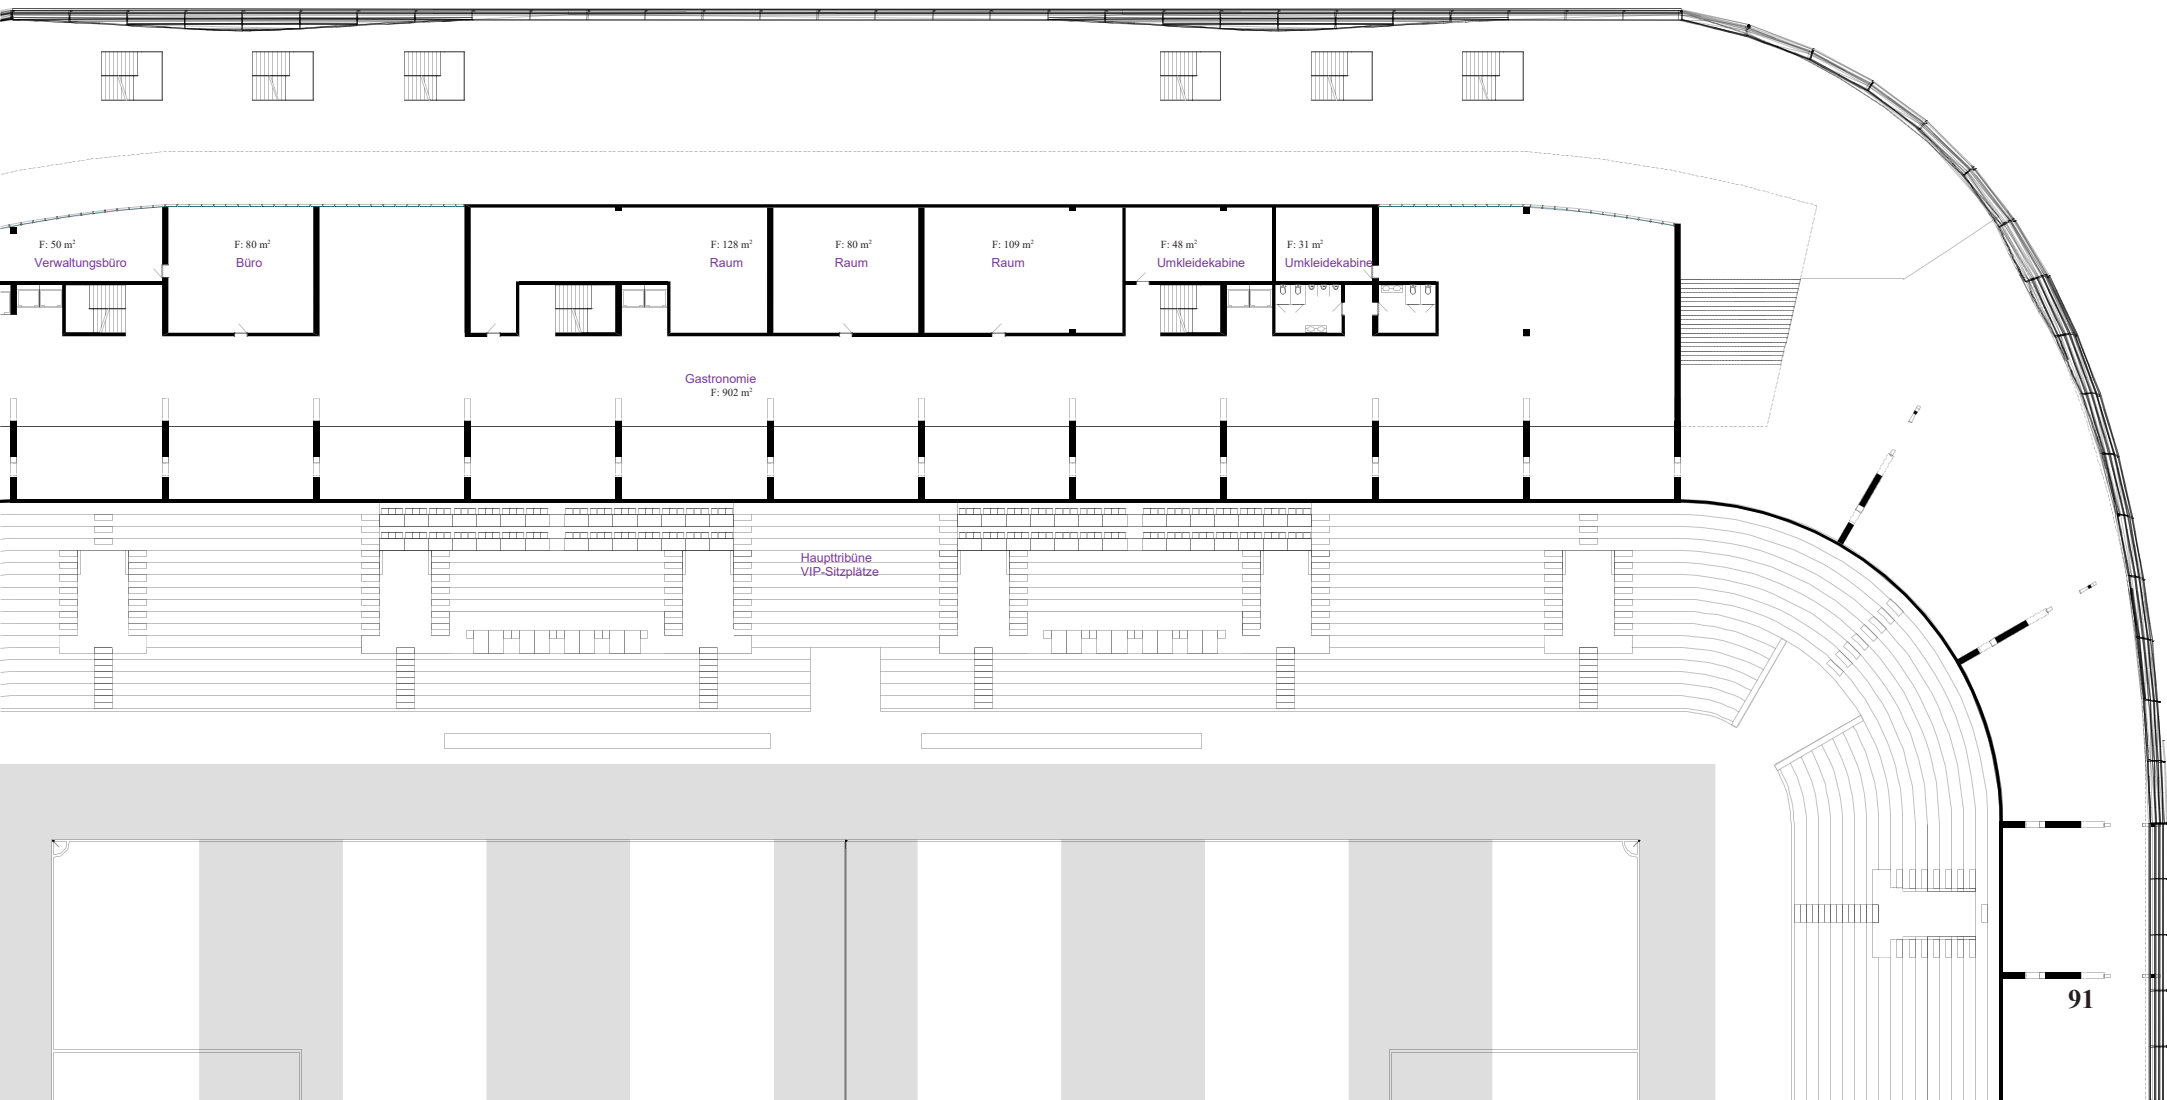 F: 50 m²
Verwaltungsbüro
F: 80 m²
Büro
F: 128 m²
Raum
F: 80 m²
Raum
F: 109 m²
Raum
F: 48 m²
Umkleidekabine
F: 31 m²
Umkleidekabine
Gastronomie
F: 902 m²
Haupttribüne
VIP-Sitzplätze
91